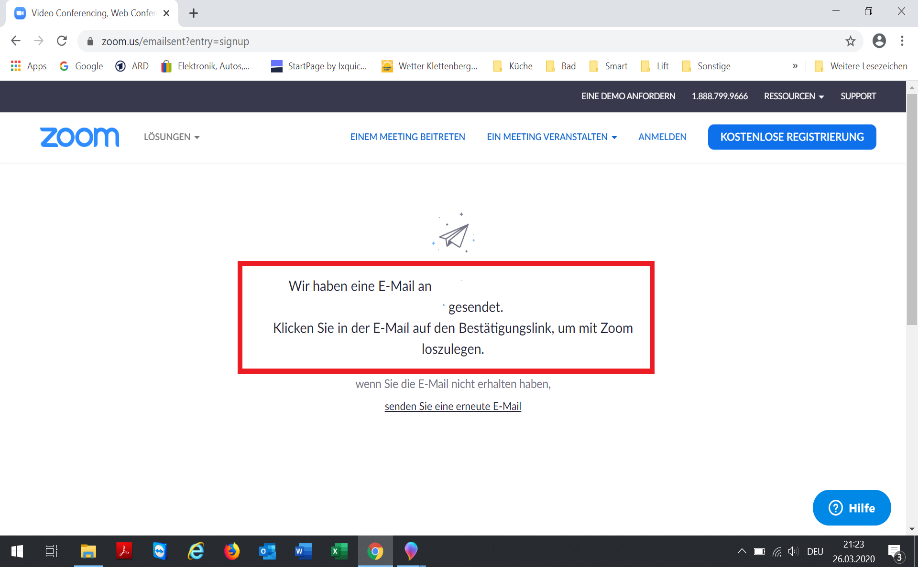 Video Conferencing, Web Confer
zoom.us/emailsent?entry=signup
Apps Google ARD Elektronik, Autos,... StartPage by Ixquic... Wetter Klettenberg... Küche Bad Smart Lift Sonstige » Weitere Lesezeichen
EINE DEMO ANFORDERN 1.888.799.9666 RESSOURCEN SUPPORT
zoom LÖSUNGEN EINEM MEETING BEITRETEN EIN MEETING VERANSTALTEN ANMELDEN KOSTENLOSE REGISTRIERUNG
Wir haben eine E-Mail an
gesendet.
Klicken Sie in der E-Mail auf den Bestätigungslink, um mit Zoom
loszulegen.
wenn Sie die E-Mail nicht erhalten haben,
senden Sie eine erneute E-Mail
? Hilfe
DEU 21:23
26.03.2020 3